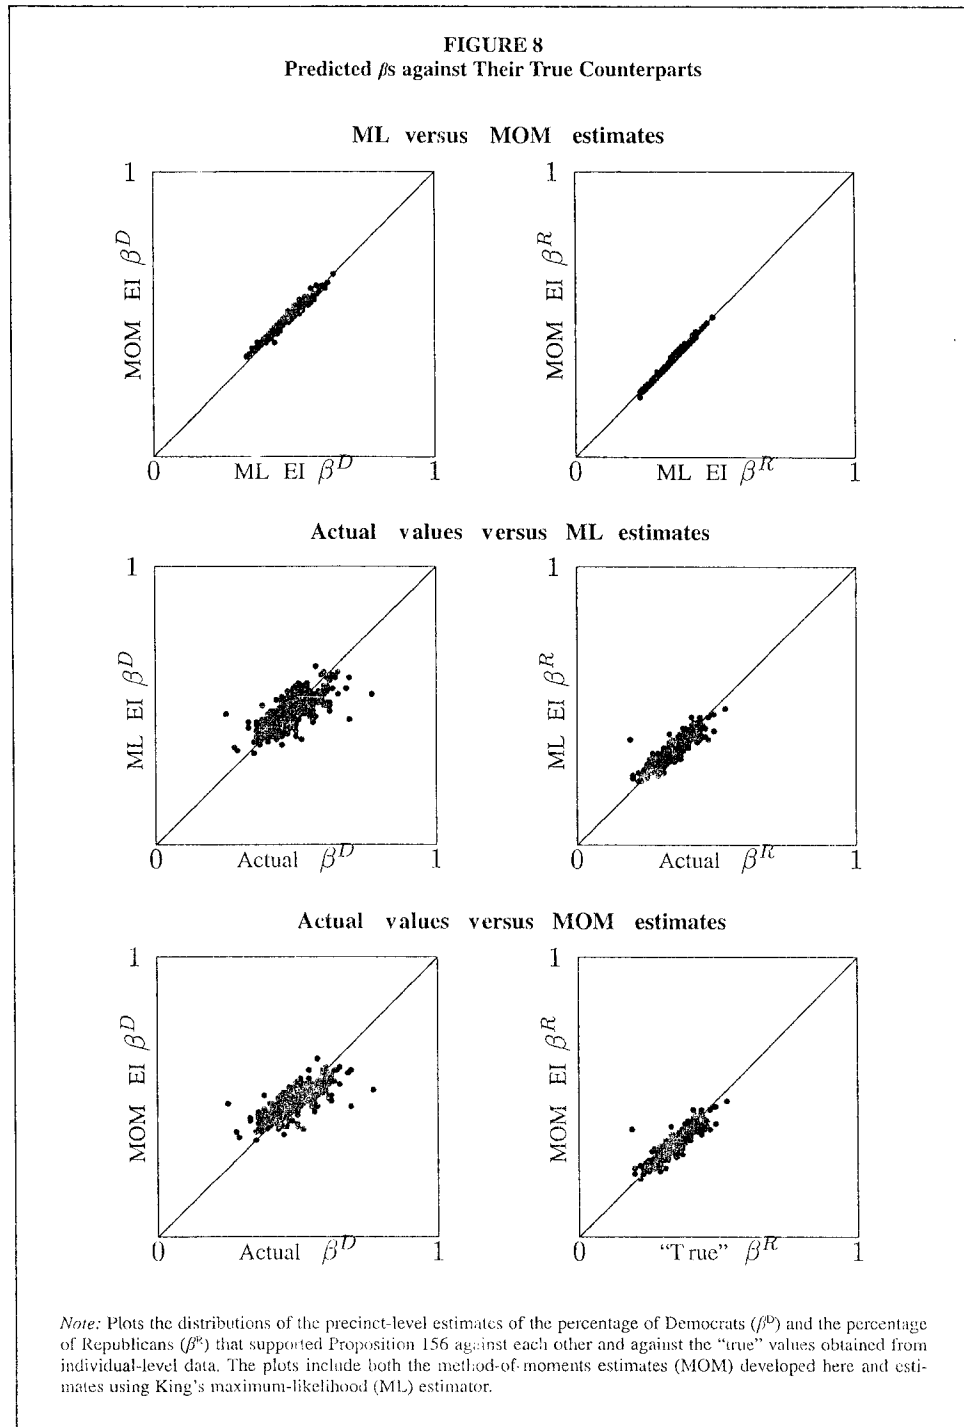 FIGURE 8
Predicted βs against Their True Counterparts
ML versus MOM estimates
1
MOM EI β^D
0
ML EI β^D
1
1
MOM EI β^R
0
ML EI β^R
1
Actual values versus ML estimates
1
ML EI β^D
0
Actual β^D
1
1
ML EI β^R
0
Actual β^R
1
Actual values versus MOM estimates
1
MOM EI β^D
0
Actual β^D
1
1
MOM EI β^R
0
“True” β^R
1
Note: Plots the distributions of the precinct-level estimates of the percentage of Democrats (β^D) and the percentage
of Republicans (β^R) that supported Proposition 156 against each other and against the “true” values obtained from
individual-level data. The plots include both the method-of-moments estimates (MOM) developed here and esti-
mates using King’s maximum-likelihood (ML) estimator.